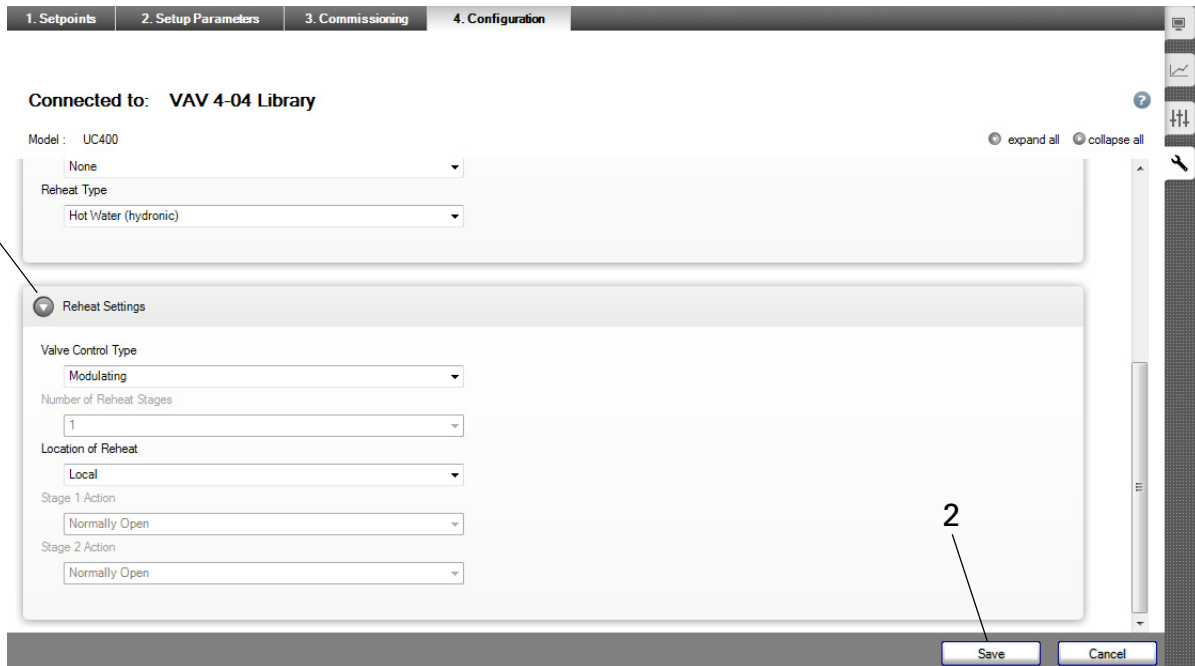 1. Setpoints 2. Setup Parameters 3. Commissioning 4. Configuration
Connected to: VAV 4-04 Library
Model : UC400
expand all collapse all
None
Reheat Type
Hot Water (hydronic)
Reheat Settings
Valve Control Type
Modulating
Number of Reheat Stages
1
Location of Reheat
Local
Stage 1 Action
Normally Open
Stage 2 Action
Normally Open
2
Save Cancel